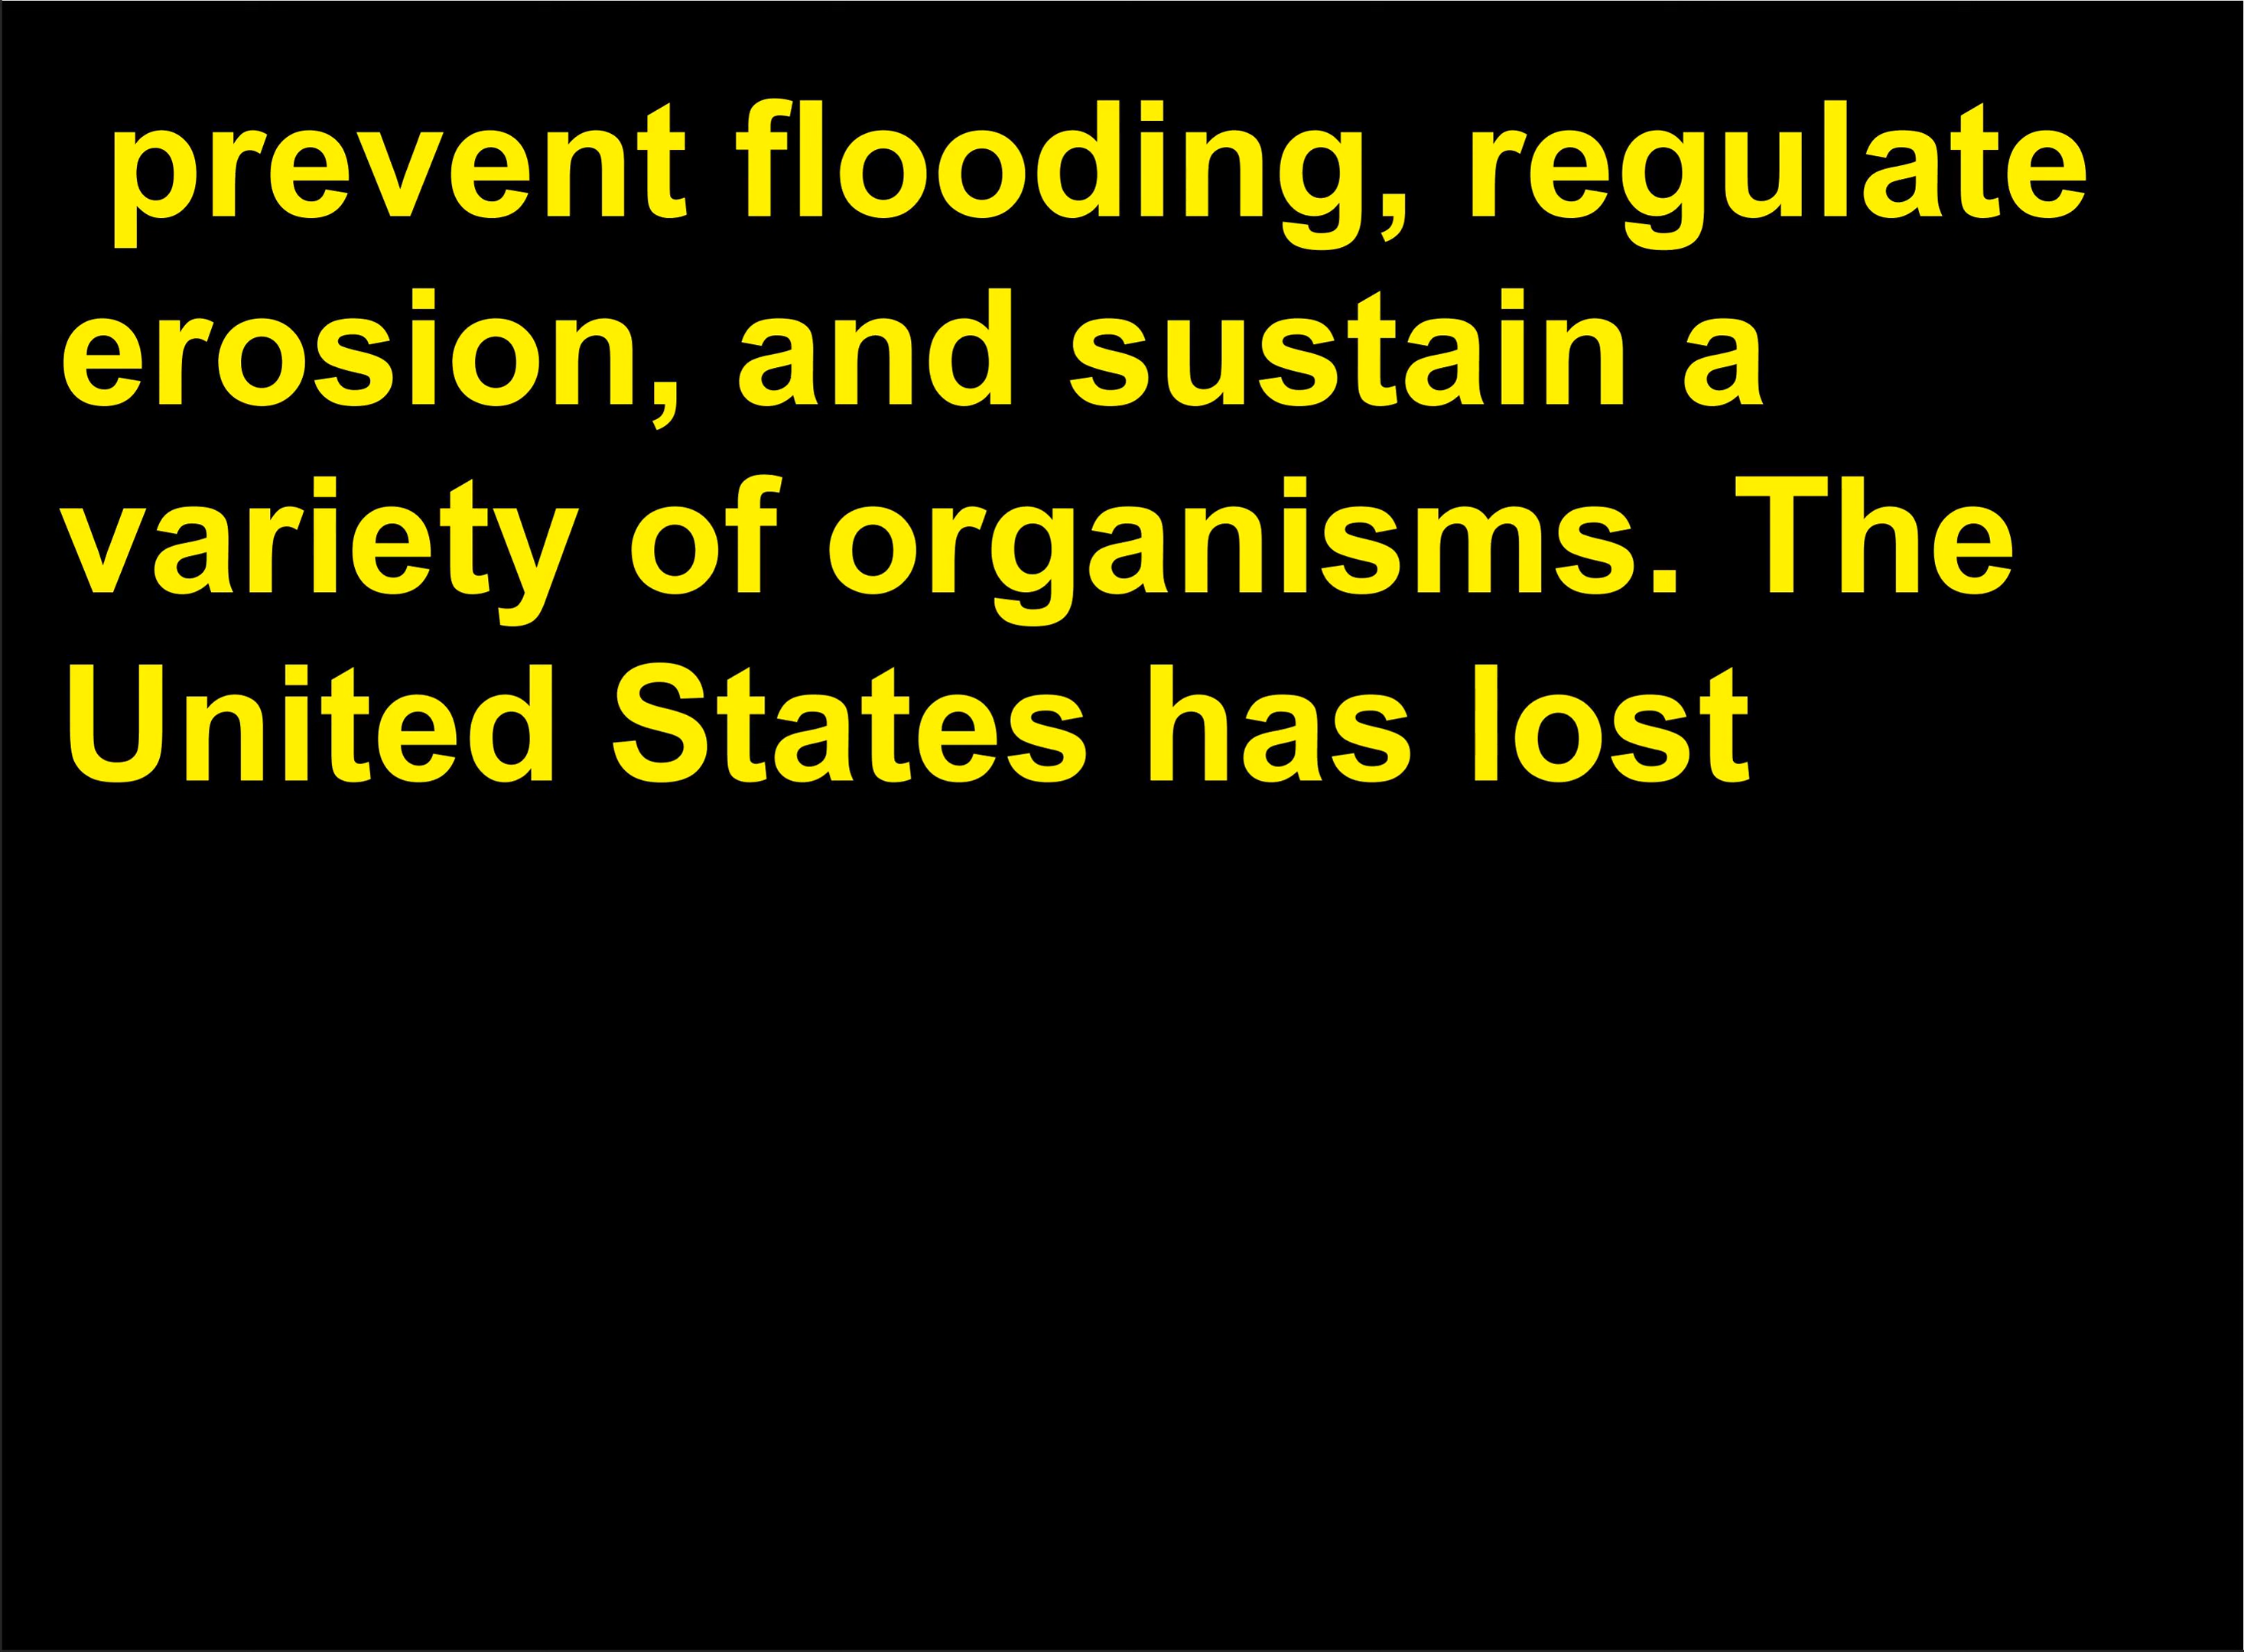 prevent flooding, regulate
erosion, and sustain a
variety of organisms. The
United States has lost